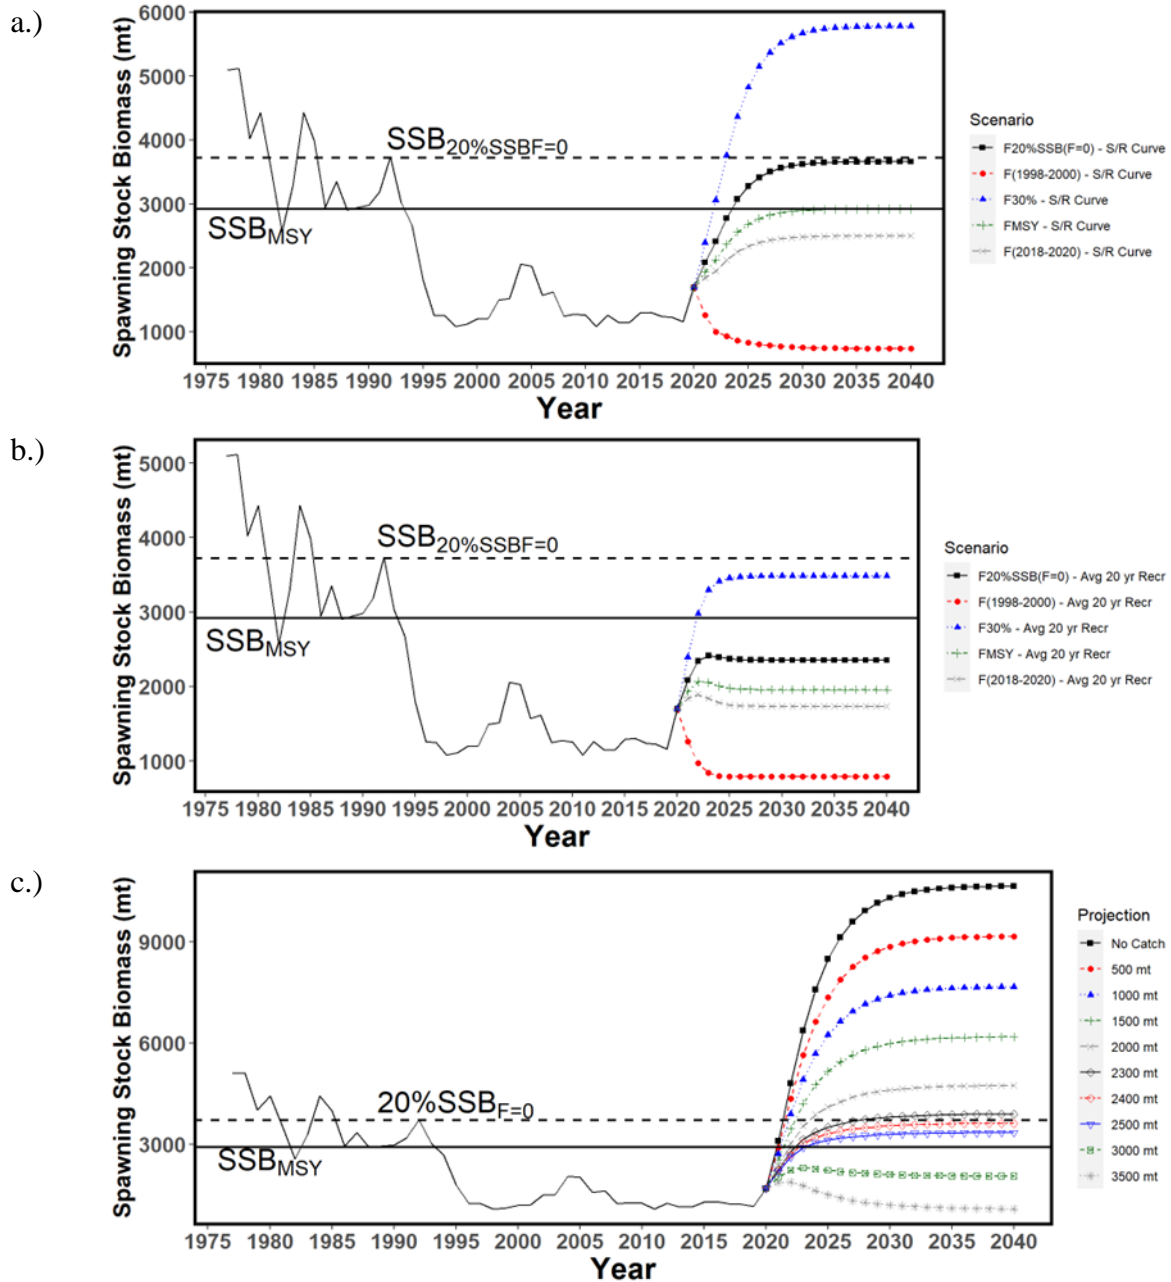 a.)
Spawning Stock Biomass (mt)
6000
5000
4000
3000
2000
1000
SSB20%SSBF=0
SSBMSY
1975 1980 1985 1990 1995 2000 2005 2010 2015 2020 2025 2030 2035 2040
Year
Scenario
F20%SSB(F=0) - S/R Curve
F(1998-2000) - S/R Curve
F30% - S/R Curve
FMSY - S/R Curve
F(2018-2020) - S/R Curve
b.)
Spawning Stock Biomass (mt)
5000
4000
3000
2000
1000
SSB20%SSBF=0
SSBMSY
1975 1980 1985 1990 1995 2000 2005 2010 2015 2020 2025 2030 2035 2040
Year
Scenario
F20%SSB(F=0) - Avg 20 yr Recr
F(1998-2000) - Avg 20 yr Recr
F30% - Avg 20 yr Recr
FMSY - Avg 20 yr Recr
F(2018-2020) - Avg 20 yr Recr
c.)
Spawning Stock Biomass (mt)
9000
6000
3000
20%SSBF=0
SSBMSY
1975 1980 1985 1990 1995 2000 2005 2010 2015 2020 2025 2030 2035 2040
Year
Projection
No Catch
500 mt
1000 mt
1500 mt
2000 mt
2300 mt
2400 mt
2500 mt
3000 mt
3500 mt